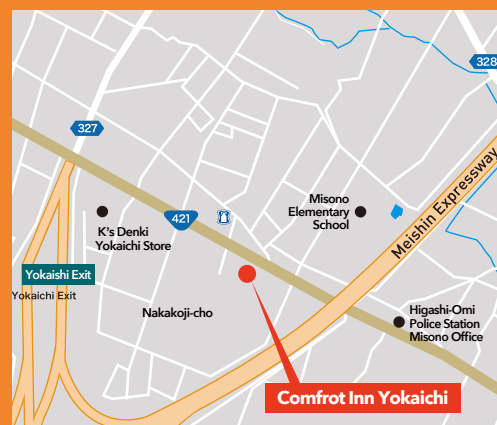 328
327
Meishin Expressway
Misono
Elementary
School
421
K's Denki
Yokaichi Store
Yokaishi Exit
Yokaichi Exit
Nakakoji-cho
Higashi-Omi
Police Station
Misono Office
Comfrot Inn Yokaichi